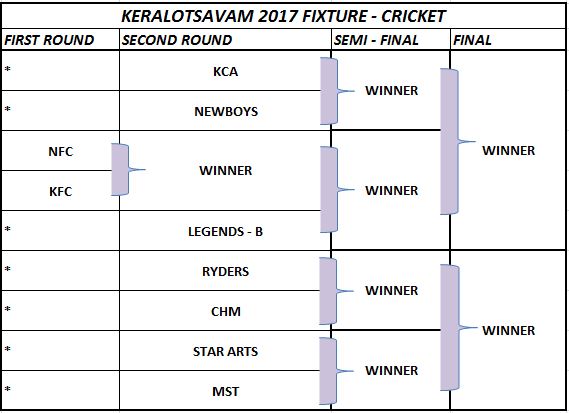 KERALOTSAVAM 2017 FIXTURE - CRICKET
FIRST ROUND SECOND ROUND SEMI - FINAL FINAL
* KCA
WINNER
* NEWBOYS
NFC
WINNER
WINNER
WINNER
KFC
* LEGENDS - B
* RYDERS
WINNER
* CHM
WINNER
* STAR ARTS
WINNER
* MST